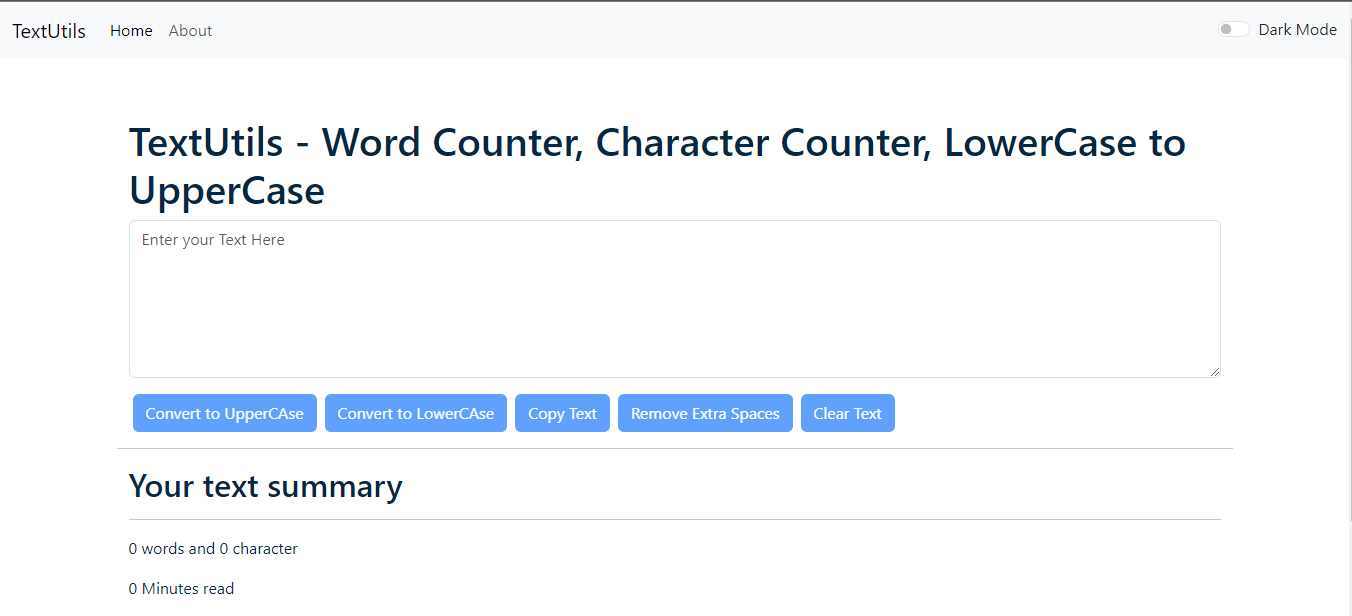 TextUtils Home About Dark Mode
TextUtils - Word Counter, Character Counter, LowerCase to
UpperCase
Enter your Text Here
Convert to UpperCAse Convert to LowerCAse Copy Text Remove Extra Spaces Clear Text
Your text summary
0 words and 0 character
0 Minutes read